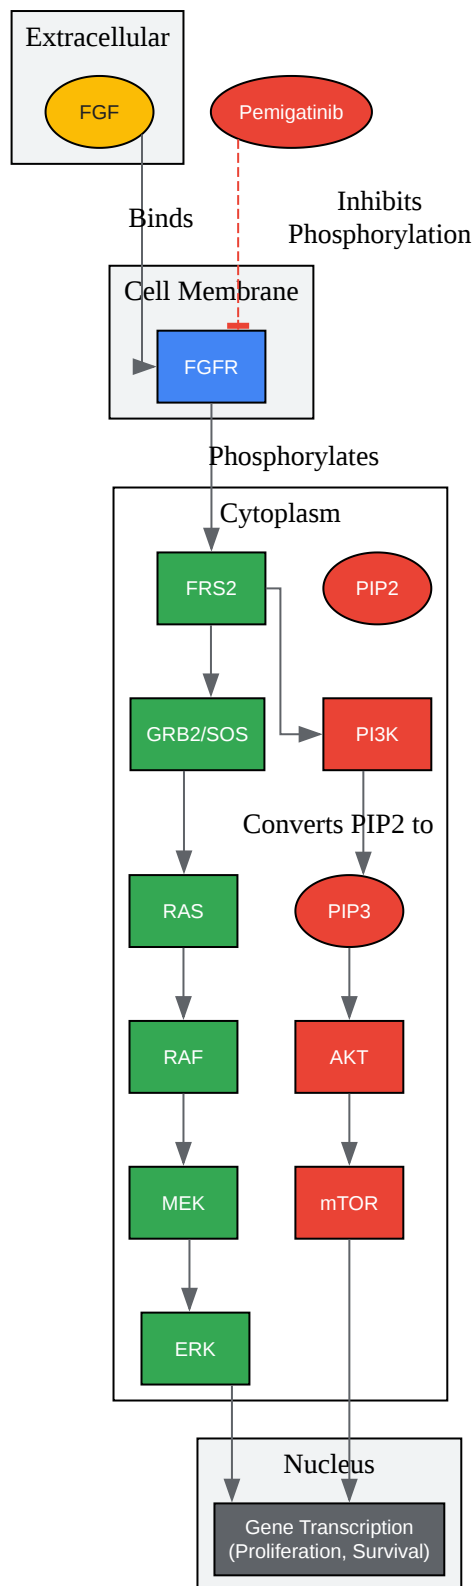 Extracellular
FGF
Pemigatinib
Binds
Inhibits
Phosphorylation
Cell Membrane
FGFR
Phosphorylates
Cytoplasm
FRS2
PIP2
GRB2/SOS
PI3K
Converts PIP2 to
RAS
PIP3
RAF
AKT
MEK
mTOR
ERK
Nucleus
Gene Transcription
(Proliferation, Survival)